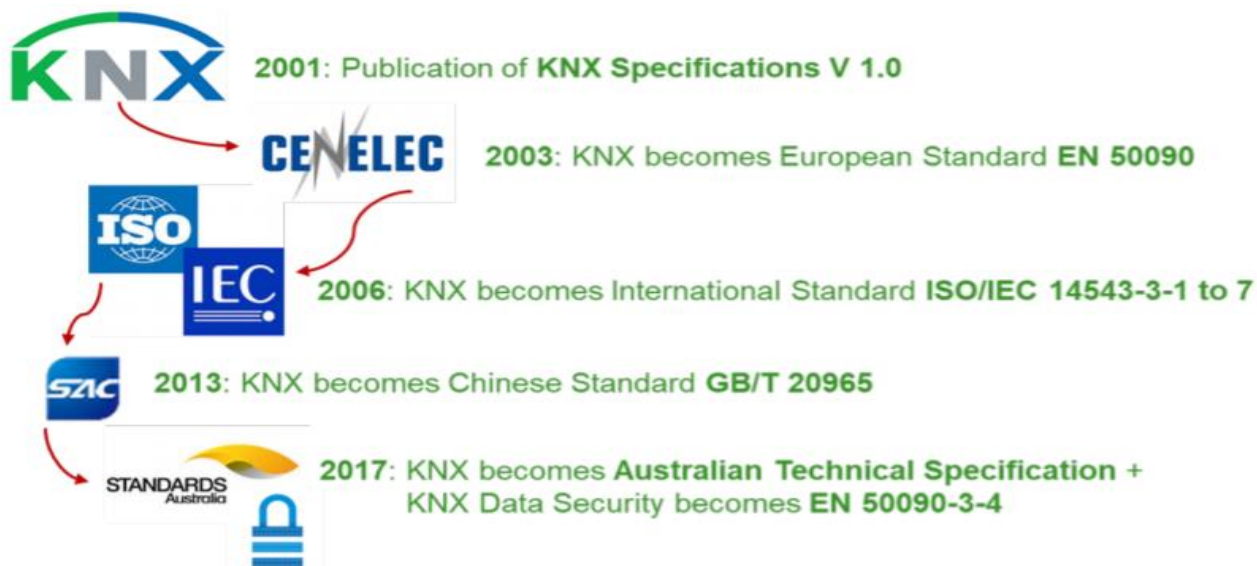 KNX
2001: Publication of KNX Specifications V 1.0
CENELEC
2003: KNX becomes European Standard EN 50090
ISO
IEC
2006: KNX becomes International Standard ISO/IEC 14543-3-1 to 7
SAC
2013: KNX becomes Chinese Standard GB/T 20965
STANDARDS
Australia
2017: KNX becomes Australian Technical Specification +
KNX Data Security becomes EN 50090-3-4